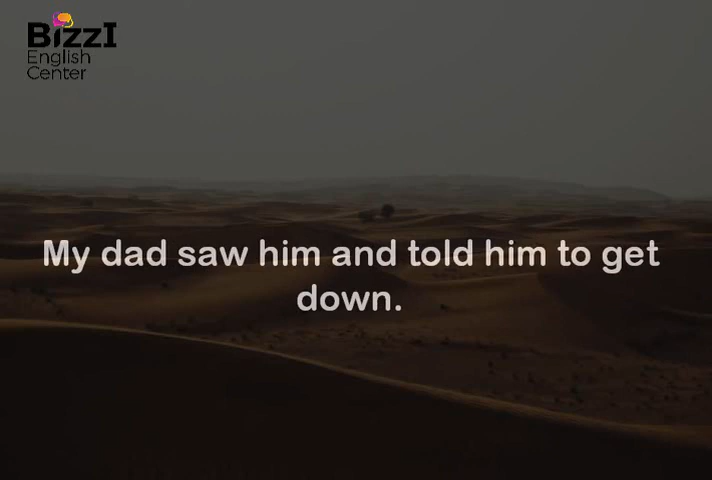 BizzI
English
Center
My dad saw him and told him to get
down.